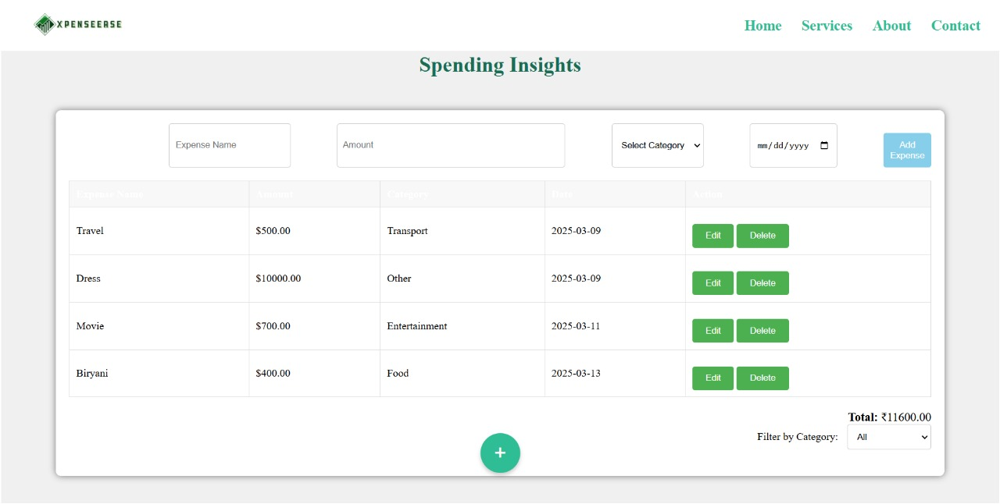 XPENSEEASE
Home Services About Contact
Spending Insights
Expense Name Amount Select Category mm/dd/yyyy Add
Expense
Expense Name Amount Category Date Action
Travel $500.00 Transport 2025-03-09 Edit Delete
Dress $10000.00 Other 2025-03-09 Edit Delete
Movie $700.00 Entertainment 2025-03-11 Edit Delete
Biryani $400.00 Food 2025-03-13 Edit Delete
Total: ₹11600.00
Filter by Category: All
+